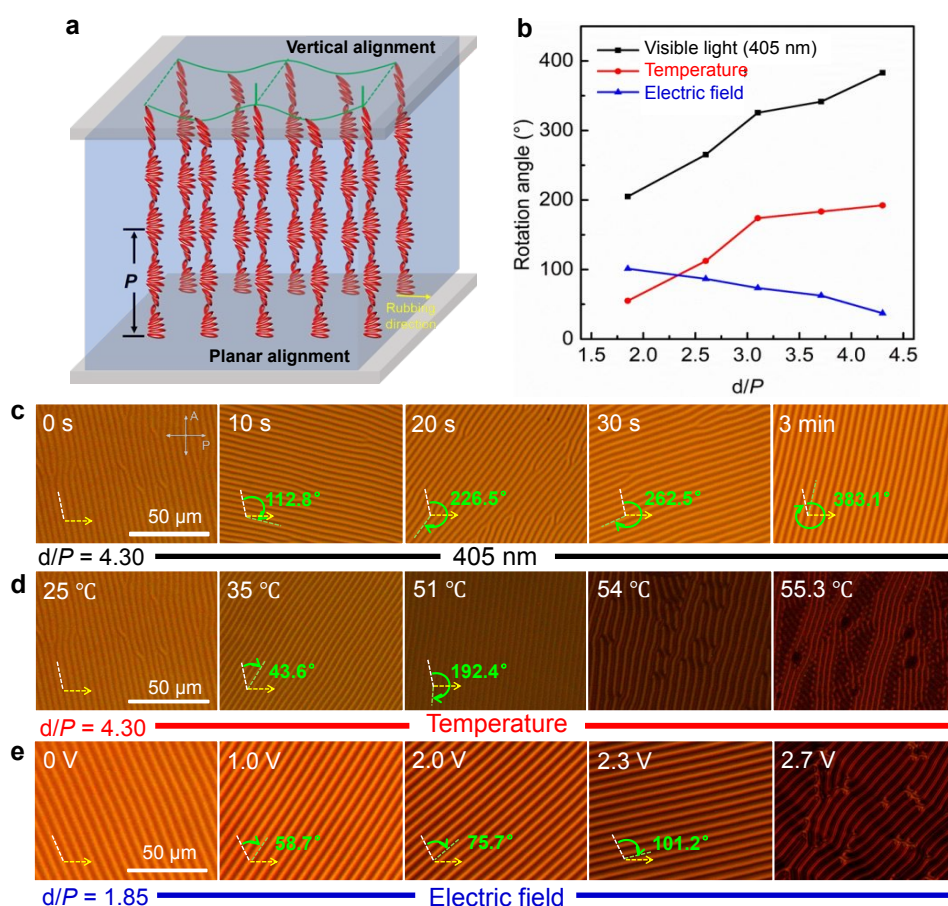 a
Vertical alignment
P
Rubbing
direction
Planar alignment
b
Visible light (405 nm)
Temperature
Electric field
Rotation angle (°)
400
300
200
100
0
1.5 2.0 2.5 3.0 3.5 4.0 4.5
d/P
c
0 s
A
P
50 µm
10 s
112.8°
20 s
226.5°
30 s
262.5°
3 min
383.1°
d/P = 4.30
405 nm
d
25 ℃
50 µm
35 ℃
43.6°
51 ℃
192.4°
54 ℃
55.3 ℃
d/P = 4.30
Temperature
e
0 V
50 µm
1.0 V
58.7°
2.0 V
75.7°
2.3 V
101.2°
2.7 V
d/P = 1.85
Electric field